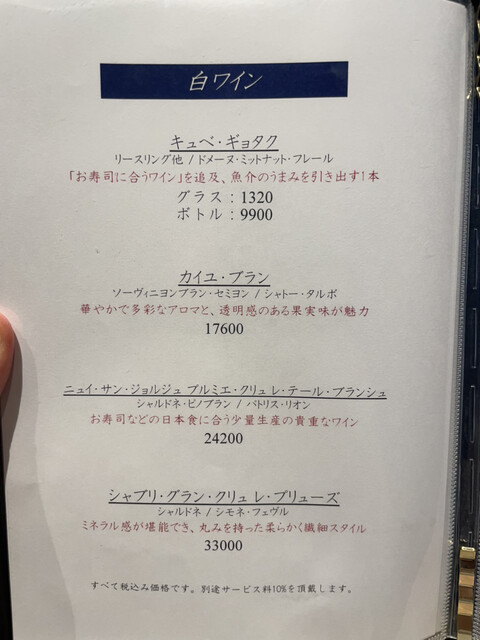 白ワイン
キュベ・ギョタク
リースリング他 / ドメーヌ・ミットナット・フレール
「お寿司に合うワイン」を追及、魚介のうまみを引き出す1本
グラス : 1320
ボトル : 9900
カイユ・ブラン
ソーヴィニヨンブラン・セミヨン / シャトー・タルボ
華やかで多彩なアロマと、透明感のある果実味が魅力
17600
ニュイ・サン・ジョルジュ プルミエ・クリュ レ・テール・ブランシュ
シャルドネ・ピノブラン / パトリス・リオン
お寿司などの日本食に合う少量生産の貴重なワイン
24200
シャブリ・グラン・クリュ レ・プリューズ
シャルドネ / シモネ・フェヴル
ミネラル感が堪能でき、丸みを持った柔らかく繊細スタイル
33000
すべて税込み価格です。別途サービス料10%を頂戴します。